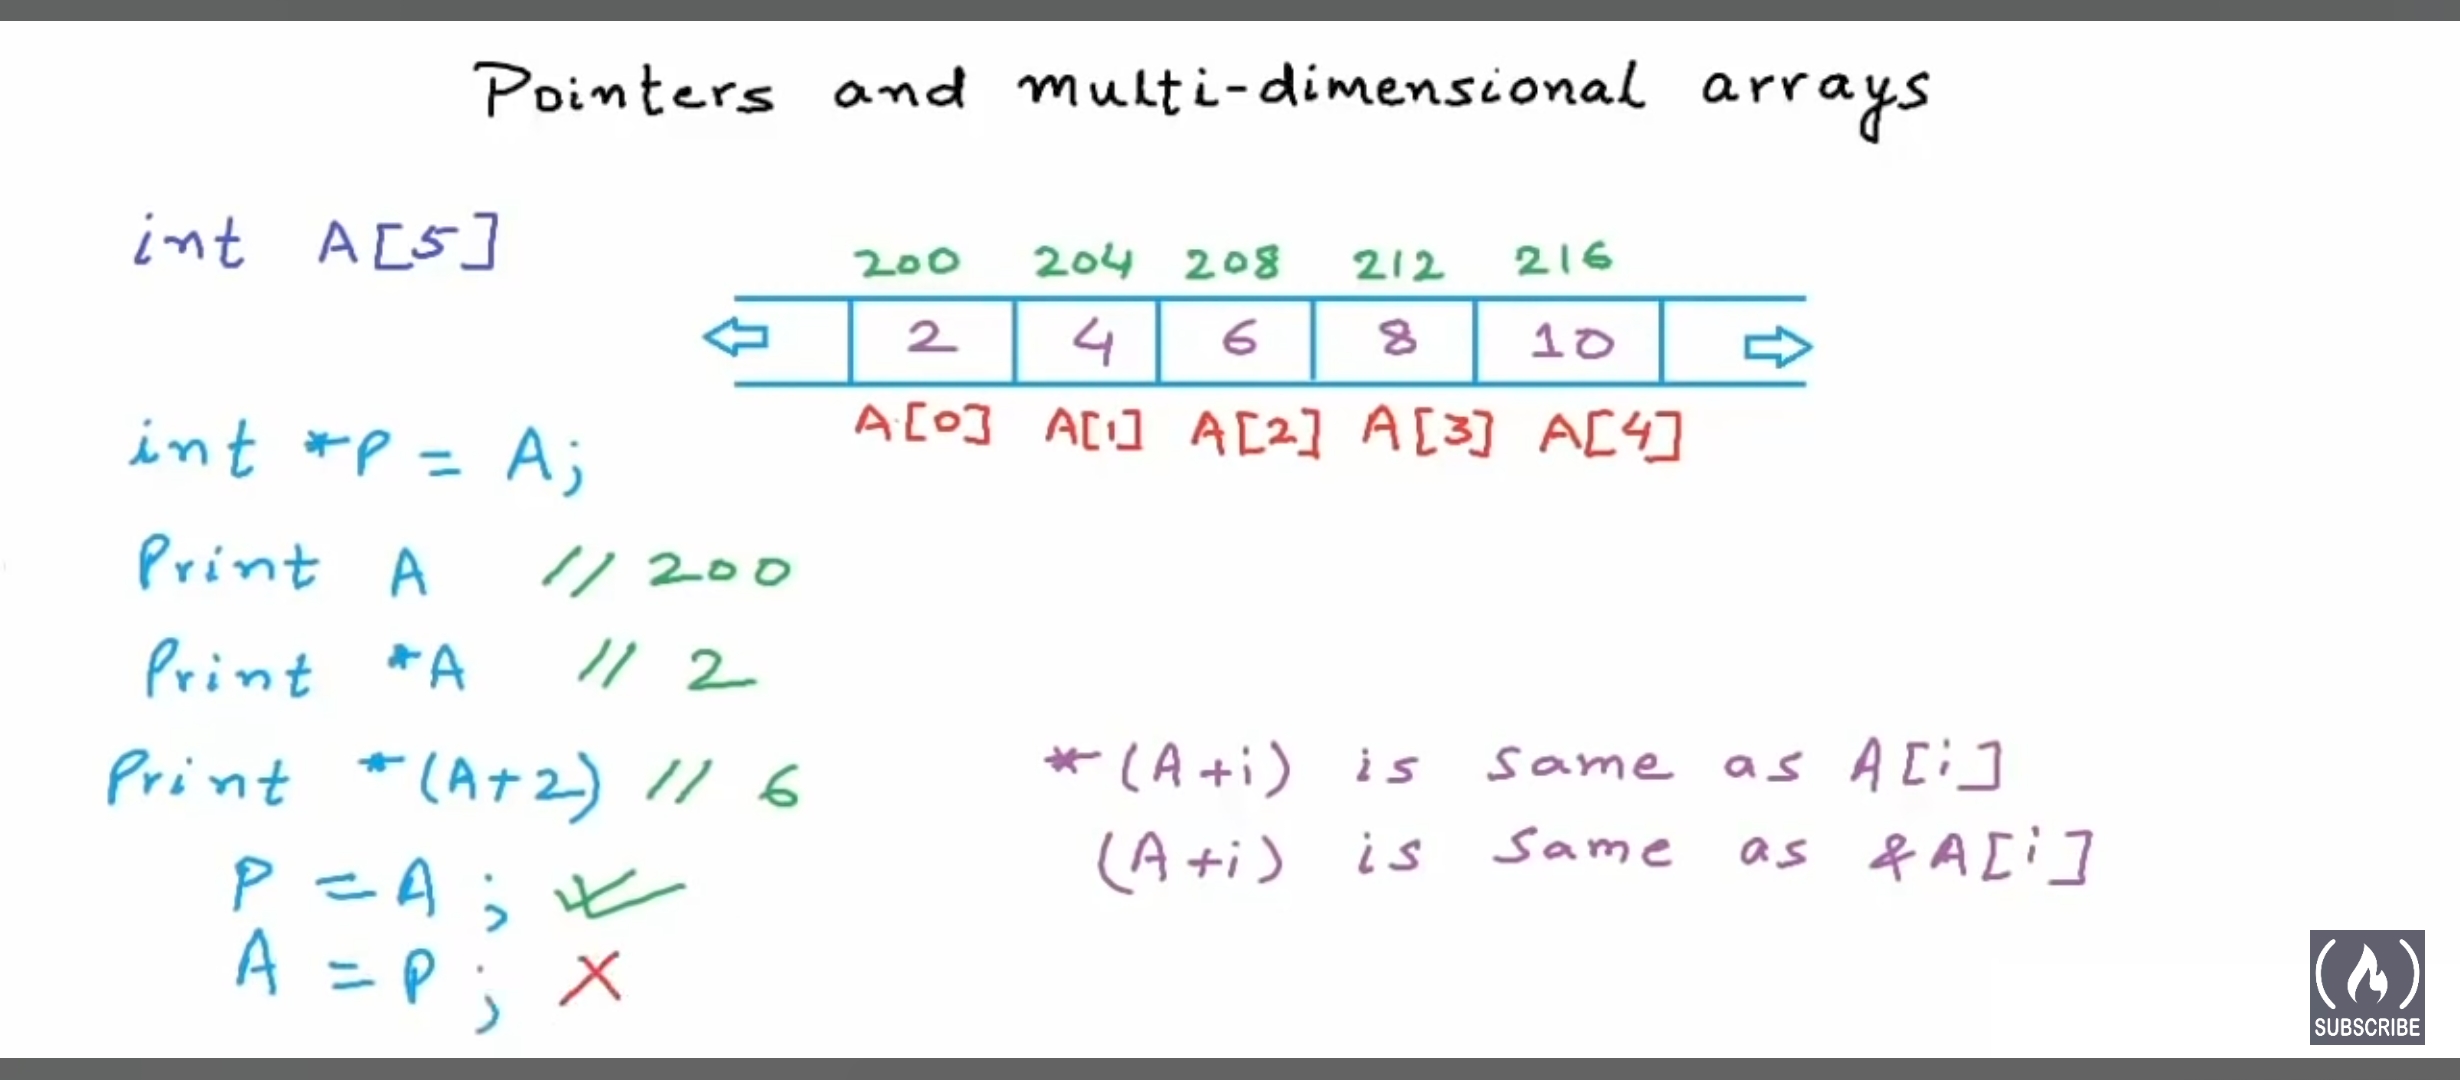 Pointers and multi-dimensional arrays
int A[5]
200 204 208 212 216
2 4 6 8 10
A[0] A[1] A[2] A[3] A[4]
int *P = A;
Print A // 200
Print *A // 2
Print *(A+2) // 6
*(A+i) is same as A[i]
P = A;
(A+i) is same as &A[i]
A = P;
SUBSCRIBE